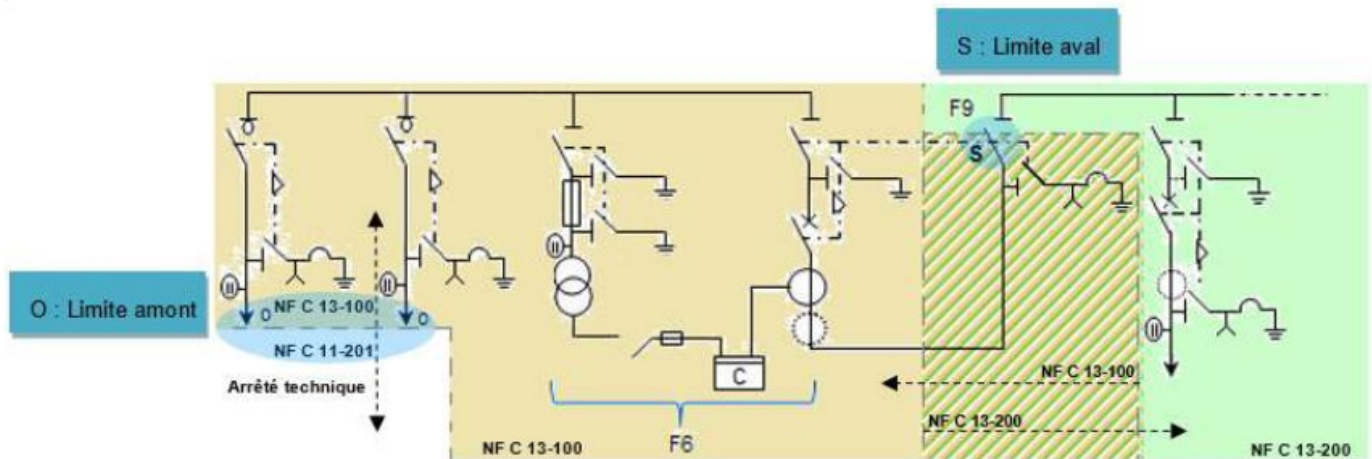 S : Limite aval
F9
S
O : Limite amont
NF C 13-100
O
O
NF C 11-201
Arrêté technique
C
F6
NF C 13-100
NF C 13-100
NF C 13-200
NF C 13-200